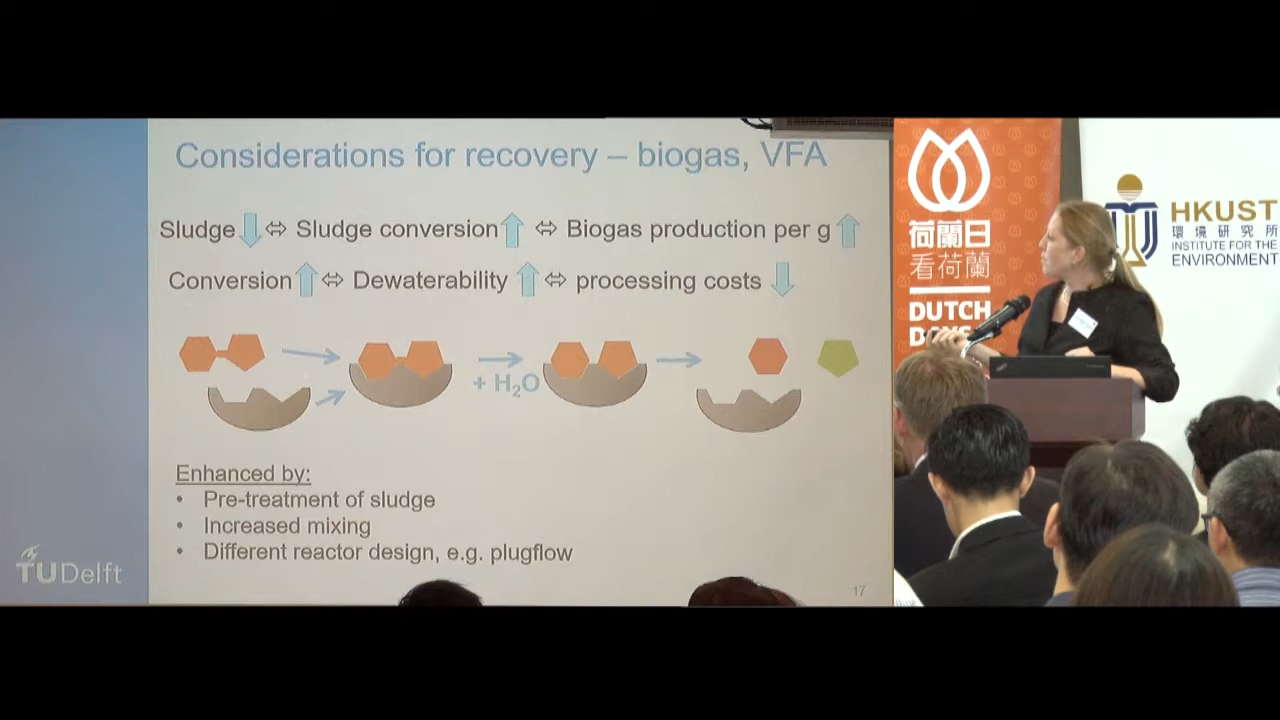 Considerations for recovery – biogas, VFA
Sludge ⇔ Sludge conversion ⇔ Biogas production per g
Conversion ⇔ Dewaterability ⇔ processing costs
+ H₂O
Enhanced by:
• Pre-treatment of sludge
• Increased mixing
• Different reactor design, e.g. plugflow
TUDelft
17
荷蘭日
看荷蘭
DUTCH
DAYS
HKUST
環境研究所
INSTITUTE FOR THE
ENVIRONMENT